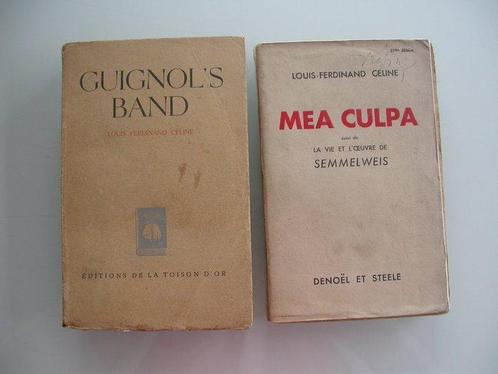 GUIGNOL'S
BAND
LOUIS FERDINAND CÉLINE
ÉDITIONS DE LA TOISON D'OR
LOUIS-FERDINAND CÉLINE
MEA CULPA
suivi de
LA VIE ET L'ŒUVRE DE
SEMMELWEIS
DENOËL ET STEELE